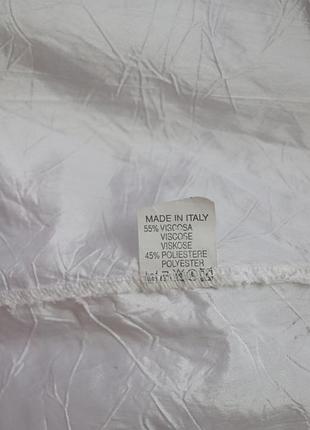 MADE IN ITALY
55% VISCOSA
VISCOSE
VISKOSE
45% POLIESTERE
POLYESTER